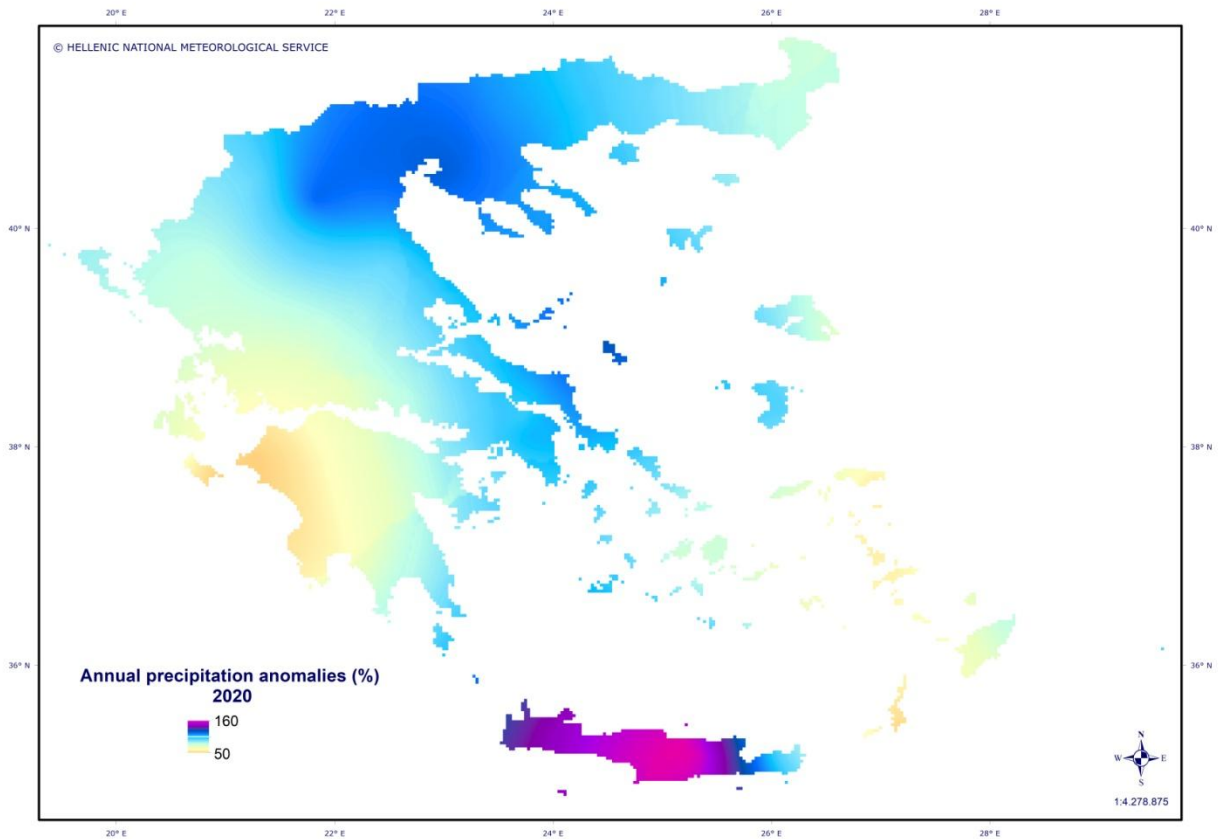 20° E 22° E 24° E 26° E 28° E
© HELLENIC NATIONAL METEOROLOGICAL SERVICE
40° N 40° N
38° N 38° N
36° N 36° N
Annual precipitation anomalies (%)
2020
160
50
N
W E
S
1:4.278.875
20° E 22° E 24° E 26° E 28° E